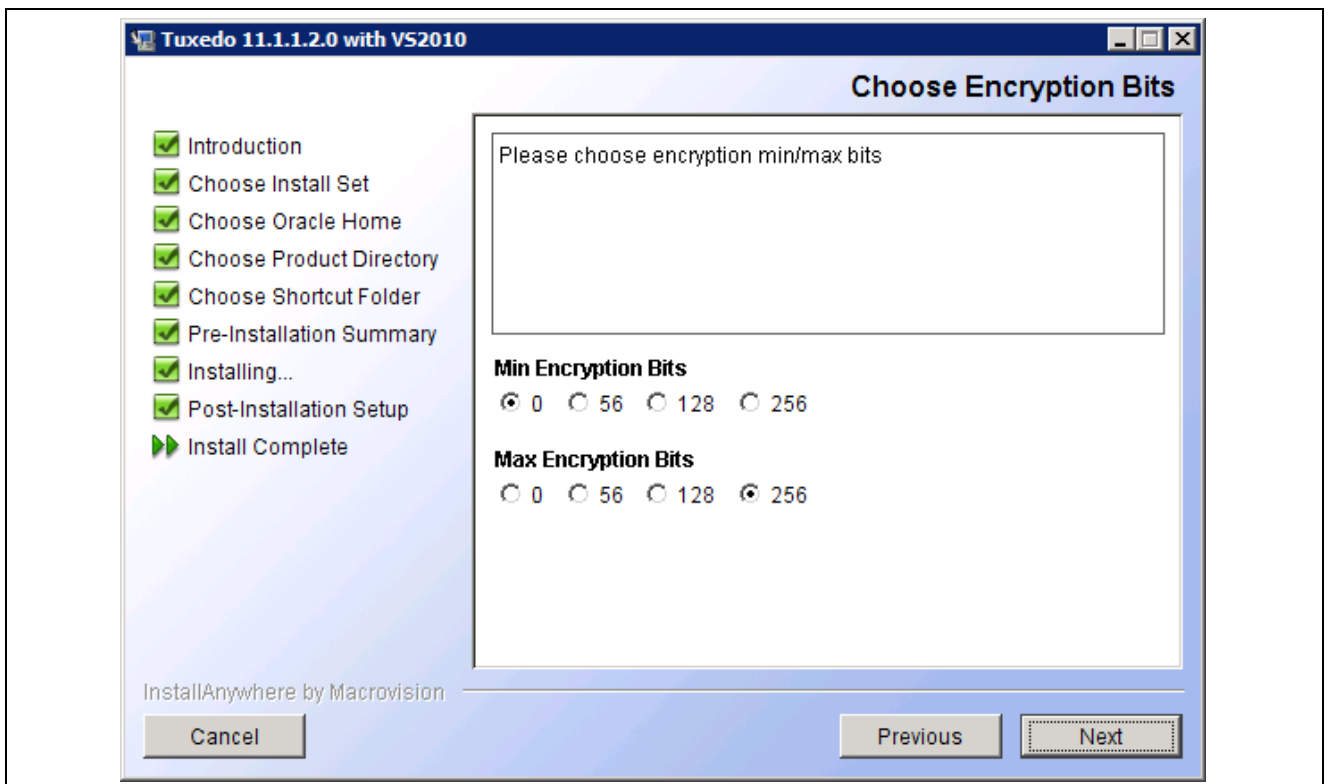 Tuxedo 11.1.1.2.0 with VS2010
Choose Encryption Bits
Introduction
Choose Install Set
Choose Oracle Home
Choose Product Directory
Choose Shortcut Folder
Pre-Installation Summary
Installing...
Post-Installation Setup
Install Complete
Please choose encryption min/max bits
Min Encryption Bits
0 56 128 256
Max Encryption Bits
0 56 128 256
InstallAnywhere by Macrovision
Cancel Previous Next